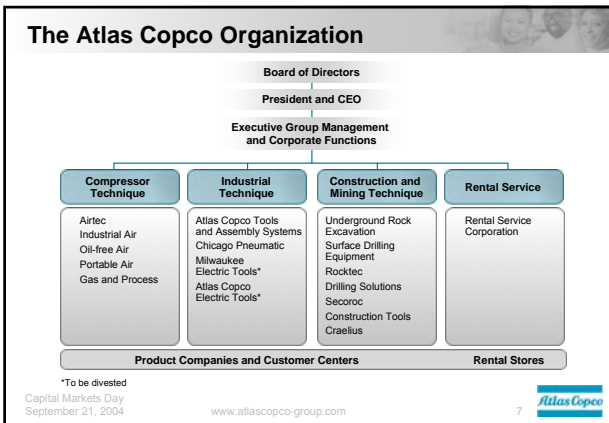 The Atlas Copco Organization
Board of Directors
President and CEO
Executive Group Management
and Corporate Functions
Compressor
Technique
Industrial
Technique
Construction and
Mining Technique
Rental Service
Airtec
Industrial Air
Oil-free Air
Portable Air
Gas and Process
Atlas Copco Tools
and Assembly Systems
Chicago Pneumatic
Milwaukee
Electric Tools*
Atlas Copco
Electric Tools*
Underground Rock
Excavation
Surface Drilling
Equipment
Rocktec
Drilling Solutions
Secoroc
Construction Tools
Craelius
Rental Service
Corporation
Product Companies and Customer Centers
Rental Stores
*To be divested
Capital Markets Day
September 21, 2004
www.atlascopco-group.com
7
Atlas Copco